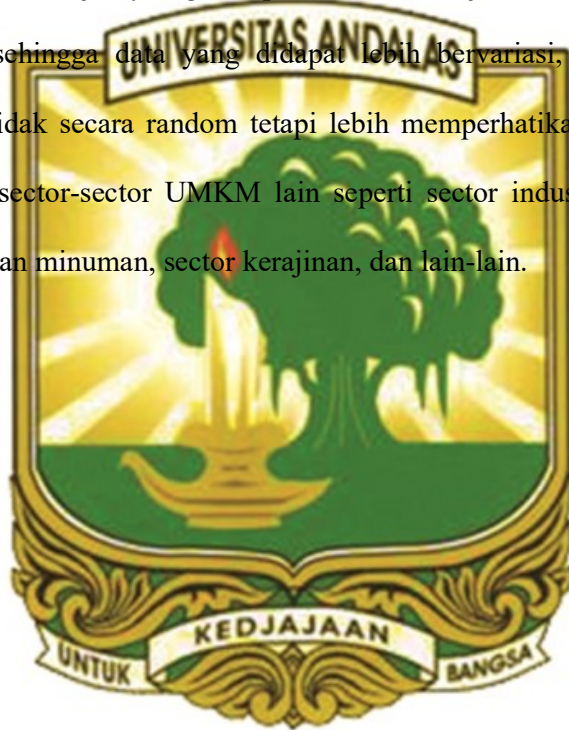 UNIVERSITAS ANDALAS
sehingga data yang didapat lebih bervariasi,
idak secara random tetapi lebih memperhatika
sector-sector UMKM lain seperti sector indus
an minuman, sector kerajinan, dan lain-lain.
KEDJAJAAN
UNTUK
BANGSA